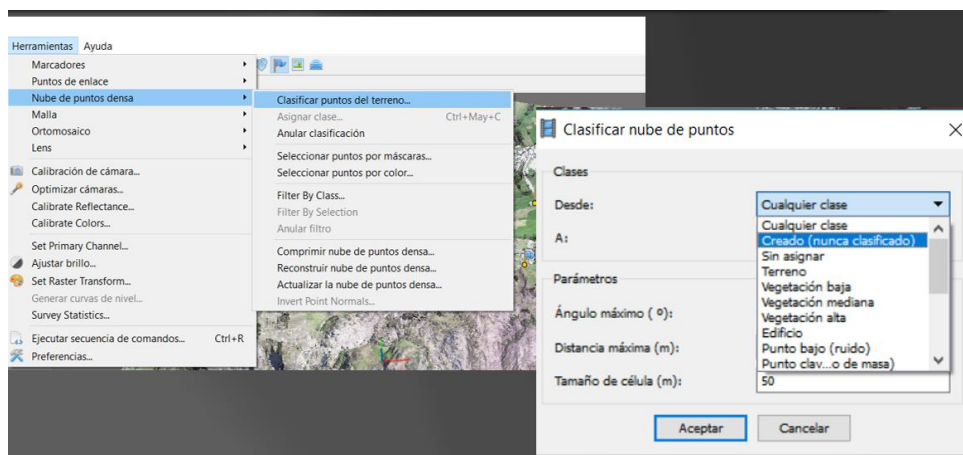 Herramientas Ayuda
Marcadores
Puntos de enlace
Nube de puntos densa
Malla
Ortomosaico
Lens
Calibración de cámara...
Optimizar cámaras...
Calibrate Reflectance...
Calibrate Colors...
Set Primary Channel...
Ajustar brillo...
Set Raster Transform...
Generar curvas de nivel...
Survey Statistics...
Ejecutar secuencia de comandos... Ctrl+R
Preferencias...
Clasificar puntos del terreno...
Asignar clase... Ctrl+May+C
Anular clasificación
Seleccionar puntos por máscaras...
Seleccionar puntos por color...
Filter By Class...
Filter By Selection
Anular filtro
Comprimir nube de puntos densa...
Reconstruir nube de puntos densa...
Actualizar la nube de puntos densa...
Invert Point Normals...
Clasificar nube de puntos
Clases
Desde: Cualquier clase
A:
Cualquier clase
Creado (nunca clasificado)
Sin asignar
Terreno
Vegetación baja
Vegetación mediana
Vegetación alta
Edificio
Punto bajo (ruido)
Punto clav...o de masa)
Parámetros
Ángulo máximo ( º):
Distancia máxima (m):
Tamaño de célula (m): 50
Aceptar Cancelar